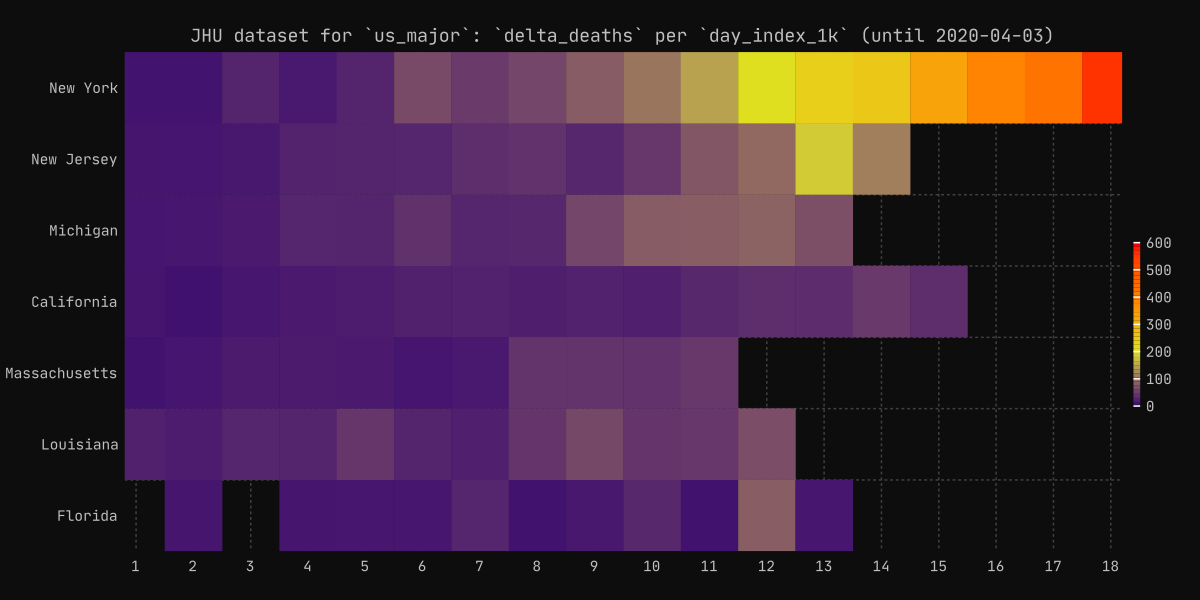 JHU dataset for `us_major`: `delta_deaths` per `day_index_1k` (until 2020-04-03)
New York
New Jersey
Michigan
California
Massachusetts
Louisiana
Florida
1 2 3 4 5 6 7 8 9 10 11 12 13 14 15 16 17 18
600
500
400
300
200
100
0